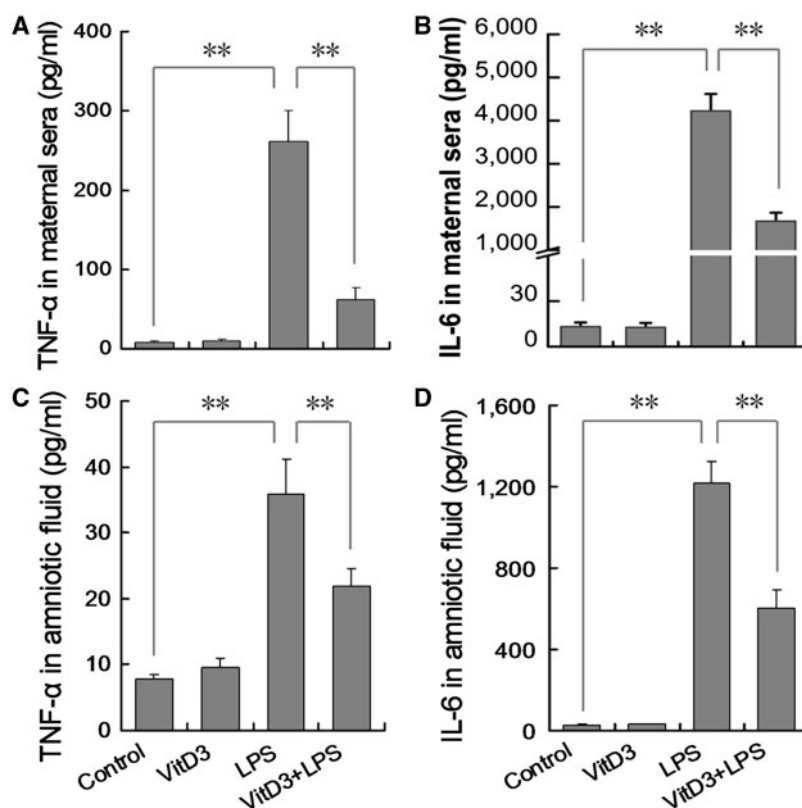 A
TNF-α in maternal sera (pg/ml)
400
300
200
100
0
** **
B
IL-6 in maternal sera (pg/ml)
6,000
5,000
4,000
3,000
2,000
1,000
30
0
** **
C
TNF-α in amniotic fluid (pg/ml)
50
40
30
20
10
0
** **
Control
VitD3
LPS
VitD3+LPS
D
IL-6 in amniotic fluid (pg/ml)
1,600
1,200
800
400
0
** **
Control
VitD3
LPS
VitD3+LPS